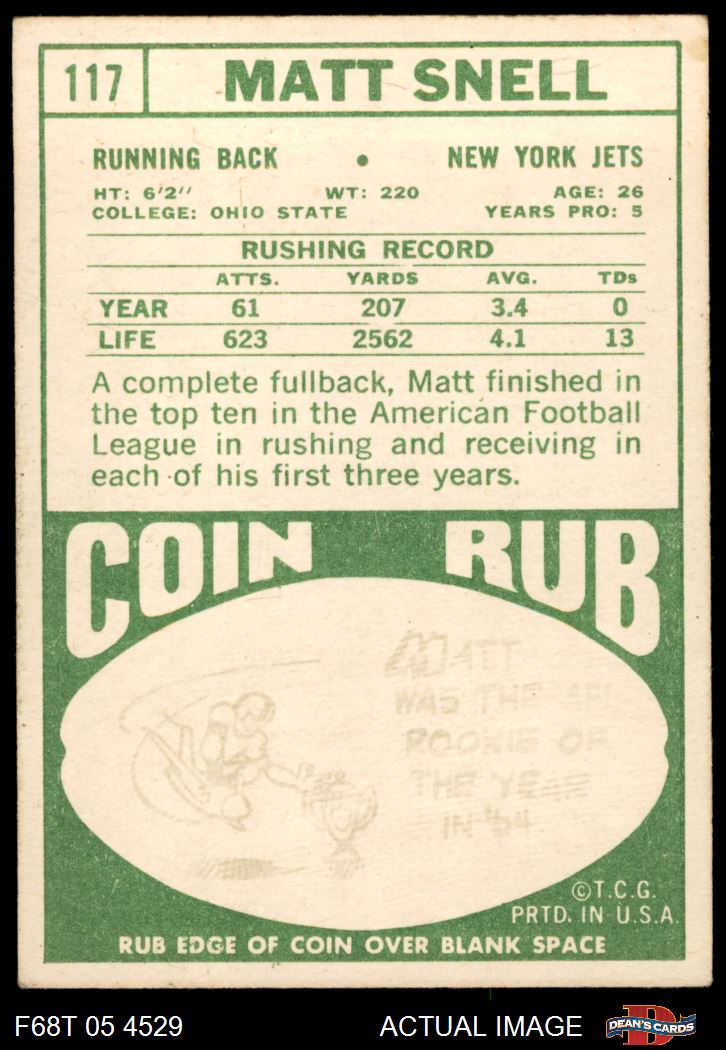 117 MATT SNELL
RUNNING BACK • NEW YORK JETS
HT: 6'2" WT: 220 AGE: 26
COLLEGE: OHIO STATE YEARS PRO: 5
RUSHING RECORD
ATTS. YARDS AVG. TDs
YEAR 61 207 3.4 0
LIFE 623 2562 4.1 13
A complete fullback, Matt finished in
the top ten in the American Football
League in rushing and receiving in
each of his first three years.
COIN RUB
MATT
WAS THE AFL
ROOKIE OF
THE YEAR
IN '64
©T.C.G.
PRTD. IN U.S.A.
RUB EDGE OF COIN OVER BLANK SPACE
F68T 05 4529 ACTUAL IMAGE DEAN'S CARDS